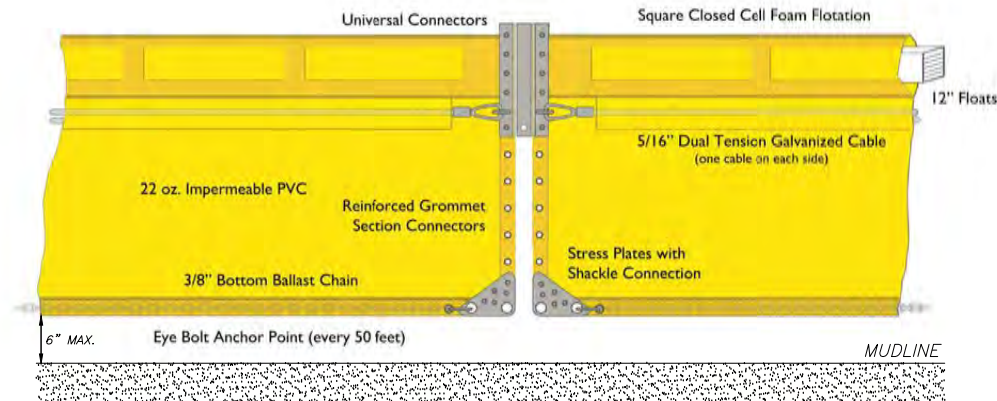 Universal Connectors
Square Closed Cell Foam Flotation
12" Floats
5/16" Dual Tension Galvanized Cable
(one cable on each side)
22 oz. Impermeable PVC
Reinforced Grommet
Section Connectors
Stress Plates with
Shackle Connection
3/8" Bottom Ballast Chain
6" MAX.
Eye Bolt Anchor Point (every 50 feet)
MUDLINE